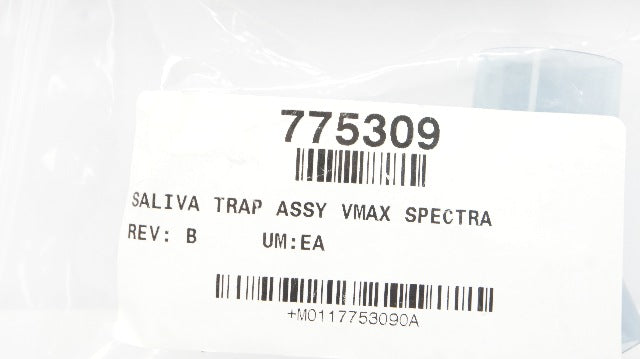 775309
SALIVA TRAP ASSY VMAX SPECTRA
REV: B UM:EA
+M0117753090A